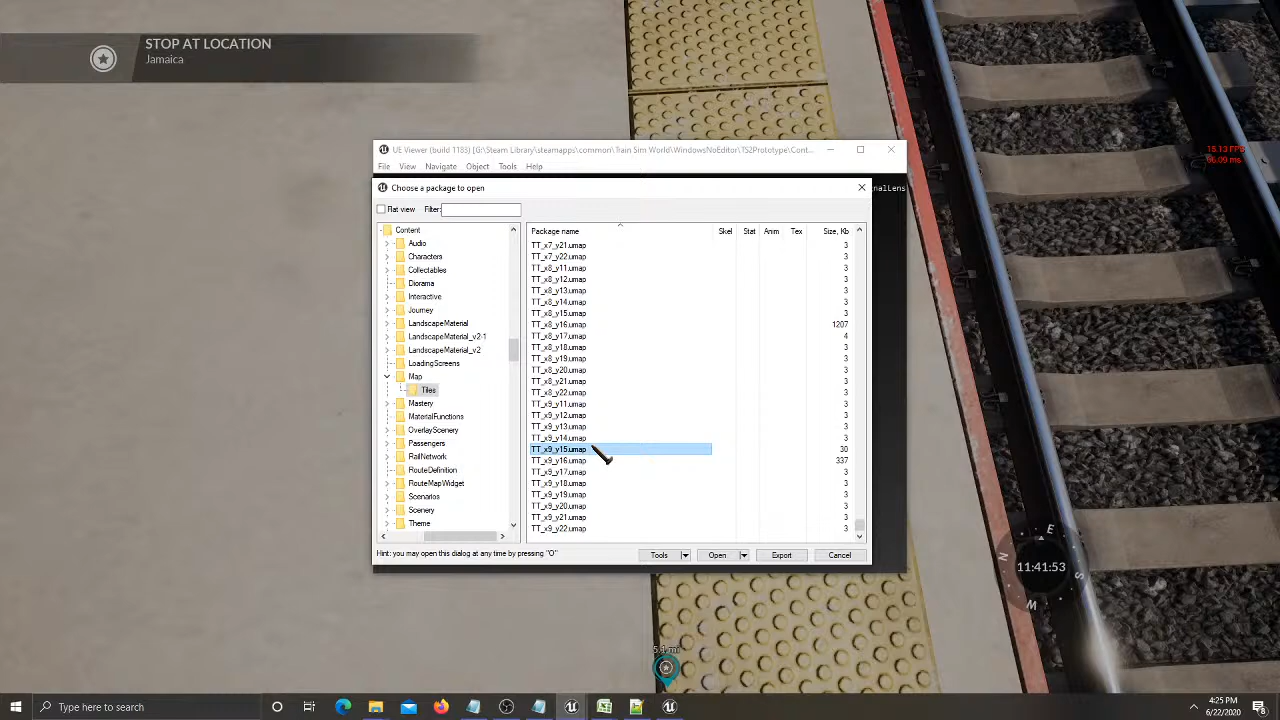 STOP AT LOCATION
Jamaica
UE Viewer (build 1183) [G:\Steam Library\steamapps\common\Train Sim World\WindowsNoEditor\TS2Prototype\Cont...
File View Navigate Object Tools Help
Choose a package to open
nalLens
Flat view Filter:
Content
Audio
Characters
Collectables
Diorama
Interactive
Journey
LandscapeMaterial
LandscapeMaterial_v2-1
LandscapeMaterial_v2
LoadingScreens
Map
Tiles
Mastery
MaterialFunctions
OverlayScenery
Passengers
RailNetwork
RouteDefinition
RouteMapWidget
Scenarios
Scenery
Theme
Package name Skel Stat Anim Tex Size, Kb
TT_x7_y21.umap 3
TT_x7_y22.umap 3
TT_x8_y11.umap 3
TT_x8_y12.umap 3
TT_x8_y13.umap 3
TT_x8_y14.umap 3
TT_x8_y15.umap 3
TT_x8_y16.umap 1207
TT_x8_y17.umap 4
TT_x8_y18.umap 3
TT_x8_y19.umap 3
TT_x8_y20.umap 3
TT_x8_y21.umap 3
TT_x8_y22.umap 3
TT_x9_y11.umap 3
TT_x9_y12.umap 3
TT_x9_y13.umap 3
TT_x9_y14.umap 3
TT_x9_y15.umap 30
TT_x9_y16.umap 337
TT_x9_y17.umap 3
TT_x9_y18.umap 3
TT_x9_y19.umap 3
TT_x9_y20.umap 3
TT_x9_y21.umap 3
TT_x9_y22.umap 3
Hint: you may open this dialog at any time by pressing "O"
Tools Open Export Cancel
N E S W
11:41:53
Type here to search
4:25 PM
6/22/2020
8